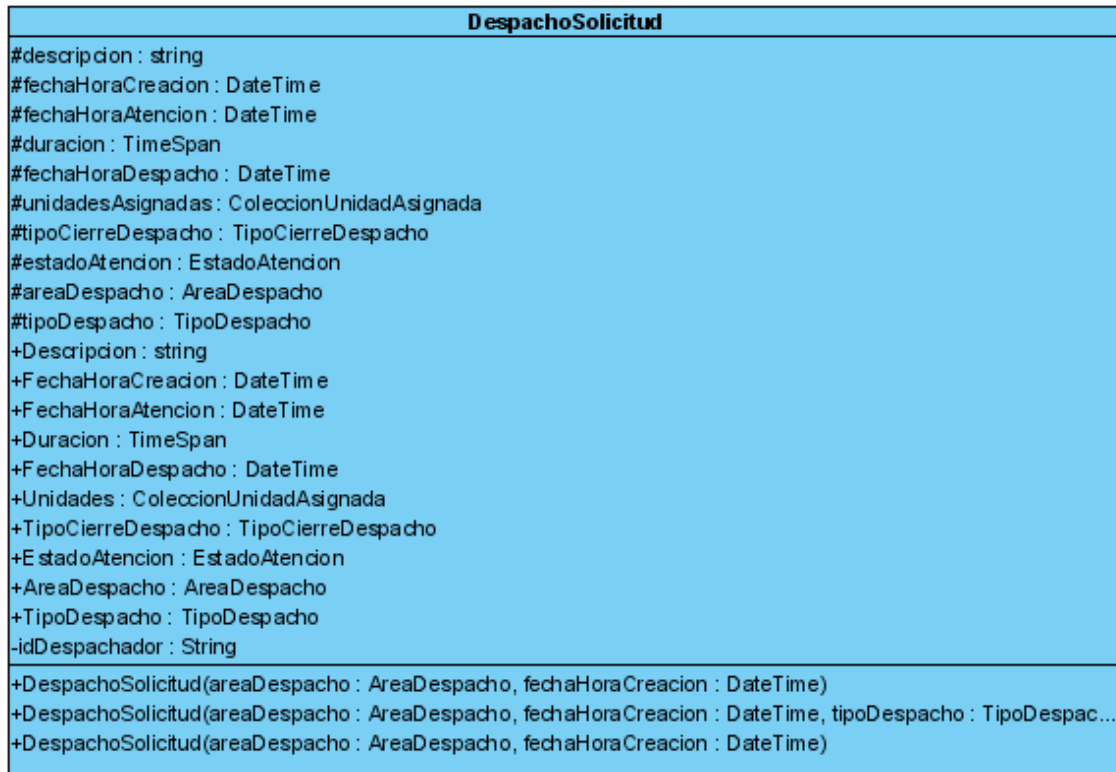 DespachoSolicitud
#descripcion : string
#fechaHoraCreacion : DateTime
#fechaHoraAtencion : DateTime
#duracion : TimeSpan
#fechaHoraDespacho : DateTime
#unidadesAsignadas : ColeccionUnidadAsignada
#tipoCierreDespacho : TipoCierreDespacho
#estadoAtencion : EstadoAtencion
#areaDespacho : AreaDespacho
#tipoDespacho : TipoDespacho
+Descripcion : string
+FechaHoraCreacion : DateTime
+FechaHoraAtencion : DateTime
+Duracion : TimeSpan
+FechaHoraDespacho : DateTime
+Unidades : ColeccionUnidadAsignada
+TipoCierreDespacho : TipoCierreDespacho
+EstadoAtencion : EstadoAtencion
+AreaDespacho : AreaDespacho
+TipoDespacho : TipoDespacho
-idDespachador : String
+DespachoSolicitud(areaDespacho : AreaDespacho, fechaHoraCreacion : DateTime)
+DespachoSolicitud(areaDespacho : AreaDespacho, fechaHoraCreacion : DateTime, tipoDespacho : TipoDespac...
+DespachoSolicitud(areaDespacho : AreaDespacho, fechaHoraCreacion : DateTime)